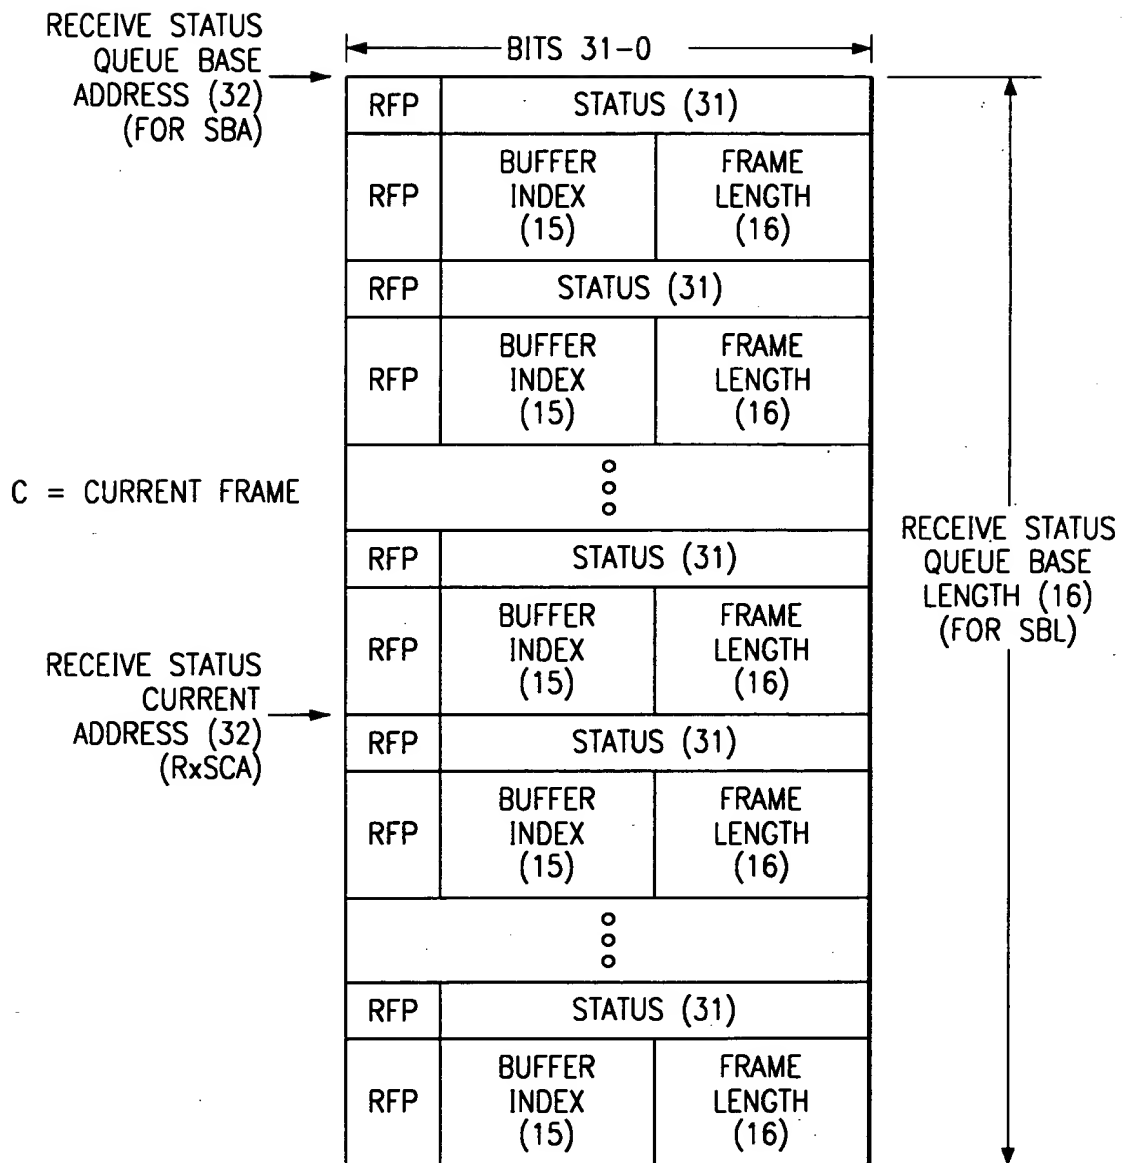 RECEIVE STATUS
QUEUE BASE
ADDRESS (32)
(FOR SBA)
BITS 31-0
RFP STATUS (31)
RFP BUFFER INDEX (15) FRAME LENGTH (16)
RFP STATUS (31)
RFP BUFFER INDEX (15) FRAME LENGTH (16)
C = CURRENT FRAME
RFP STATUS (31)
RFP BUFFER INDEX (15) FRAME LENGTH (16)
RECEIVE STATUS
QUEUE BASE
LENGTH (16)
(FOR SBL)
RECEIVE STATUS
CURRENT
ADDRESS (32)
(RxSCA)
RFP STATUS (31)
RFP BUFFER INDEX (15) FRAME LENGTH (16)
RFP STATUS (31)
RFP BUFFER INDEX (15) FRAME LENGTH (16)